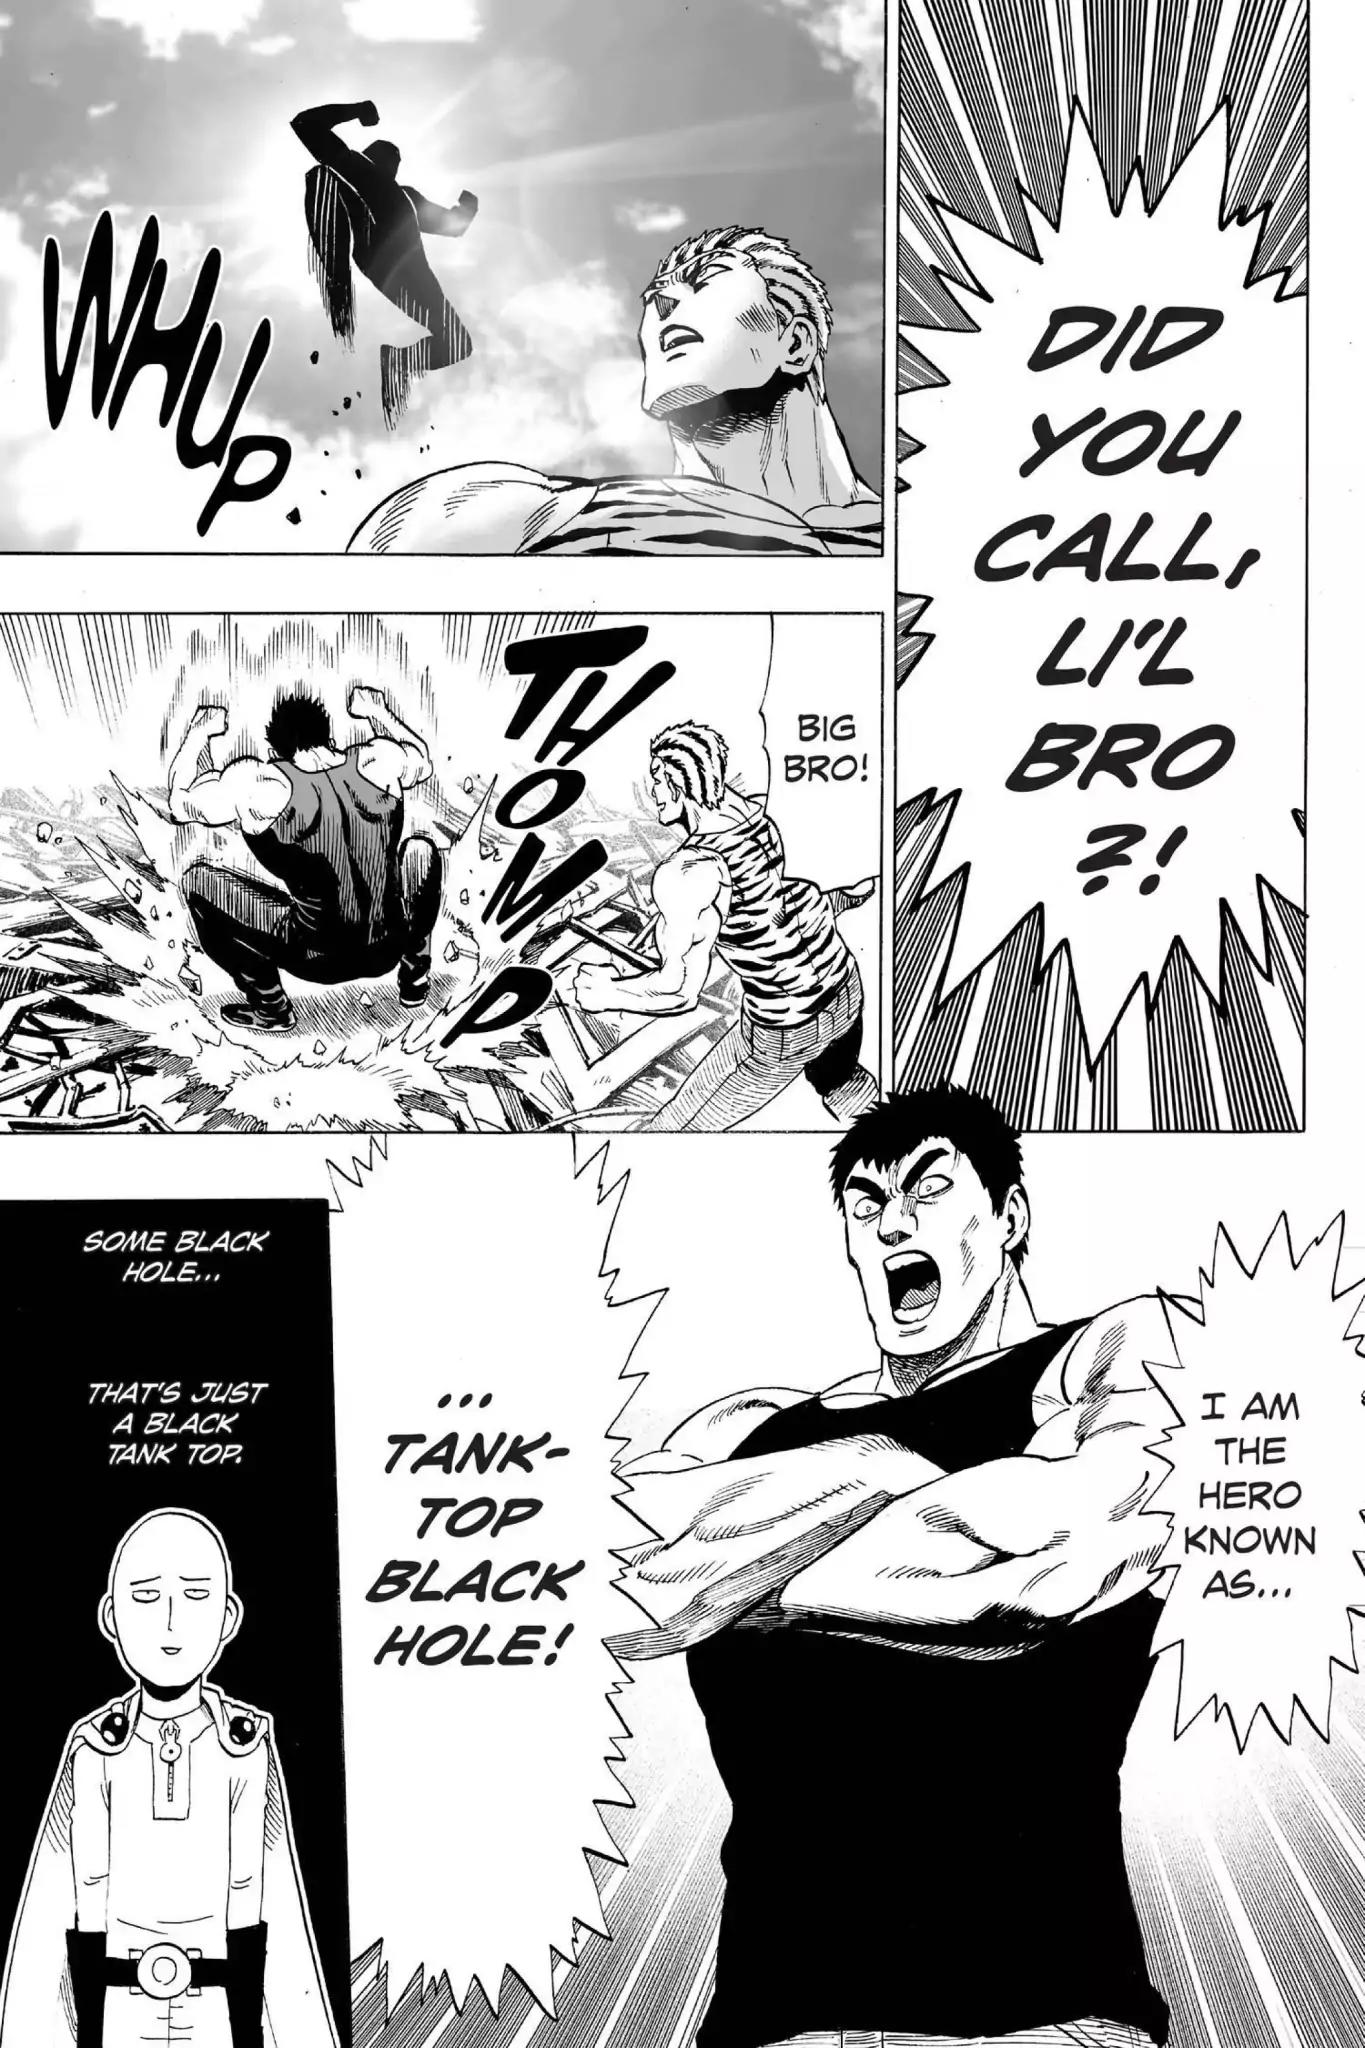 DID
YOU
CALL,
LI'L
BRO
?!
WHUP
BIG
BRO!
THOMP
I AM
THE
HERO
KNOWN
AS...
...
TANK-
TOP
BLACK
HOLE!
SOME BLACK
HOLE...
THAT'S JUST
A BLACK
TANK TOP.